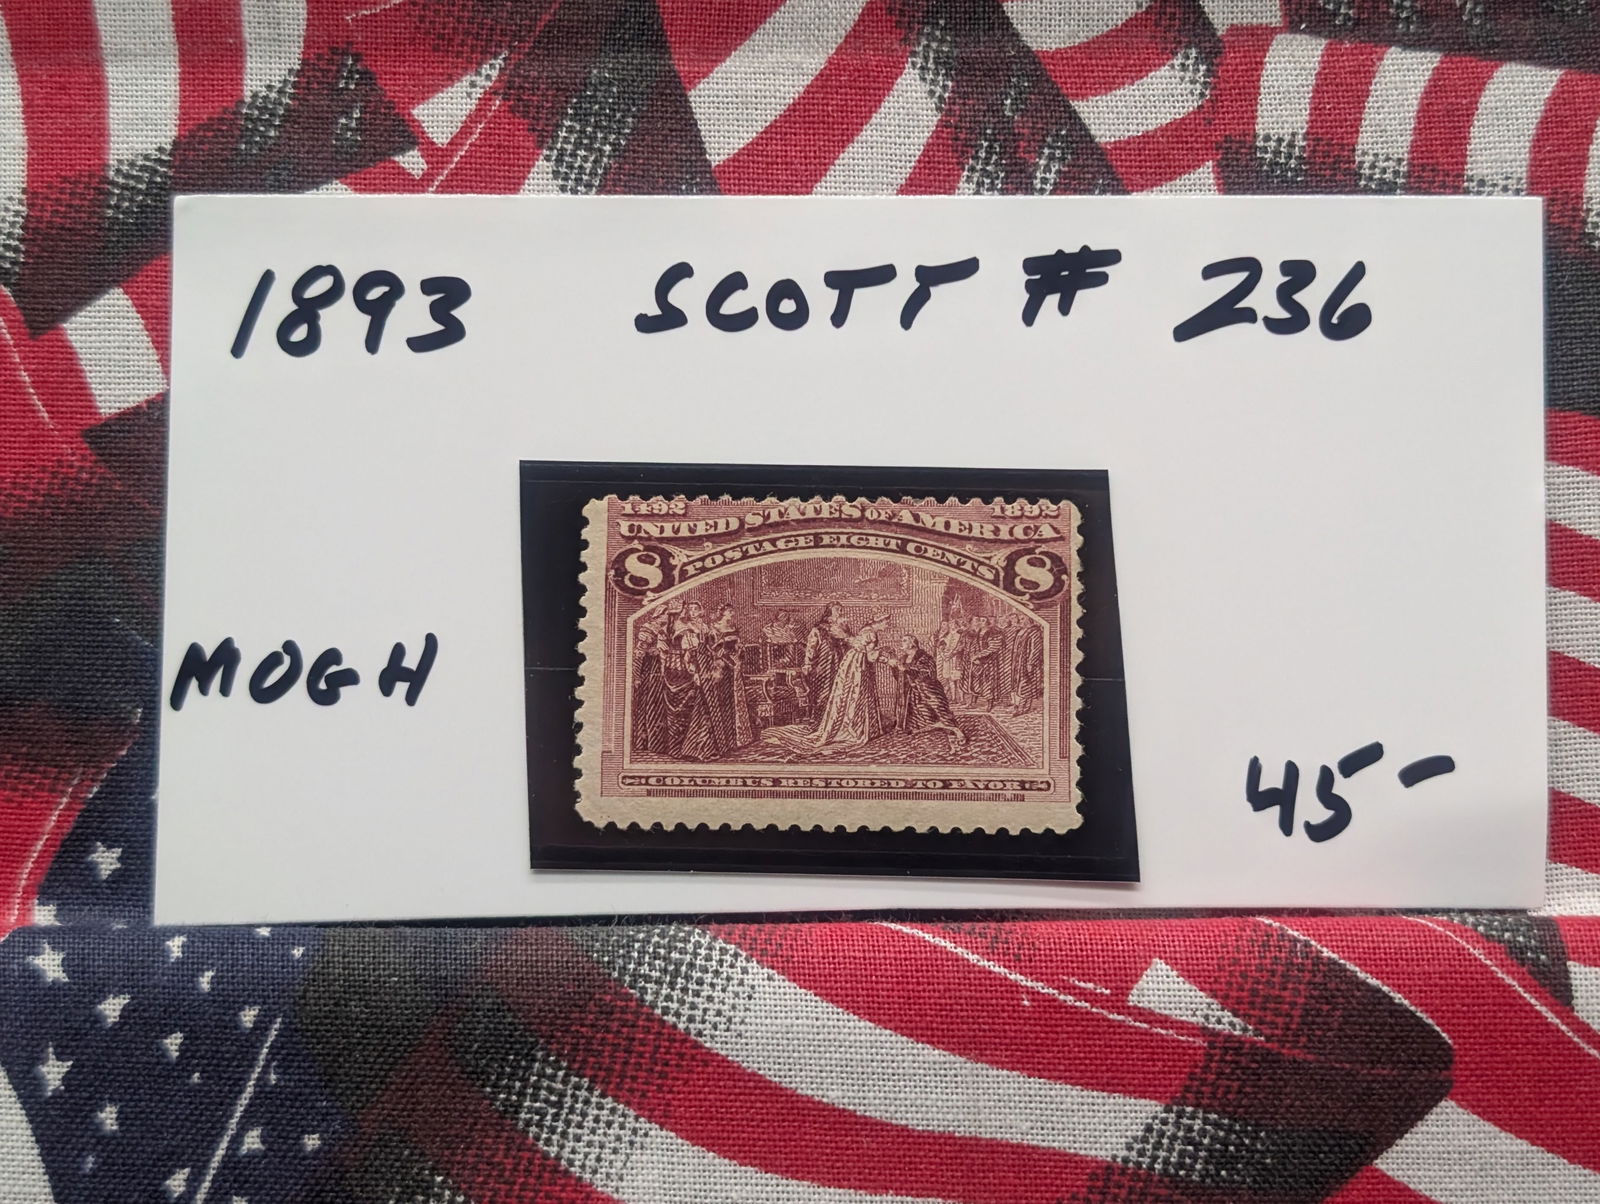 1893 SCOTT # 236
1492 1892
UNITED STATES OF AMERICA
8 POSTAGE EIGHT CENTS 8
MOGH
COLUMBUS RESTORED TO FAVOR
45-